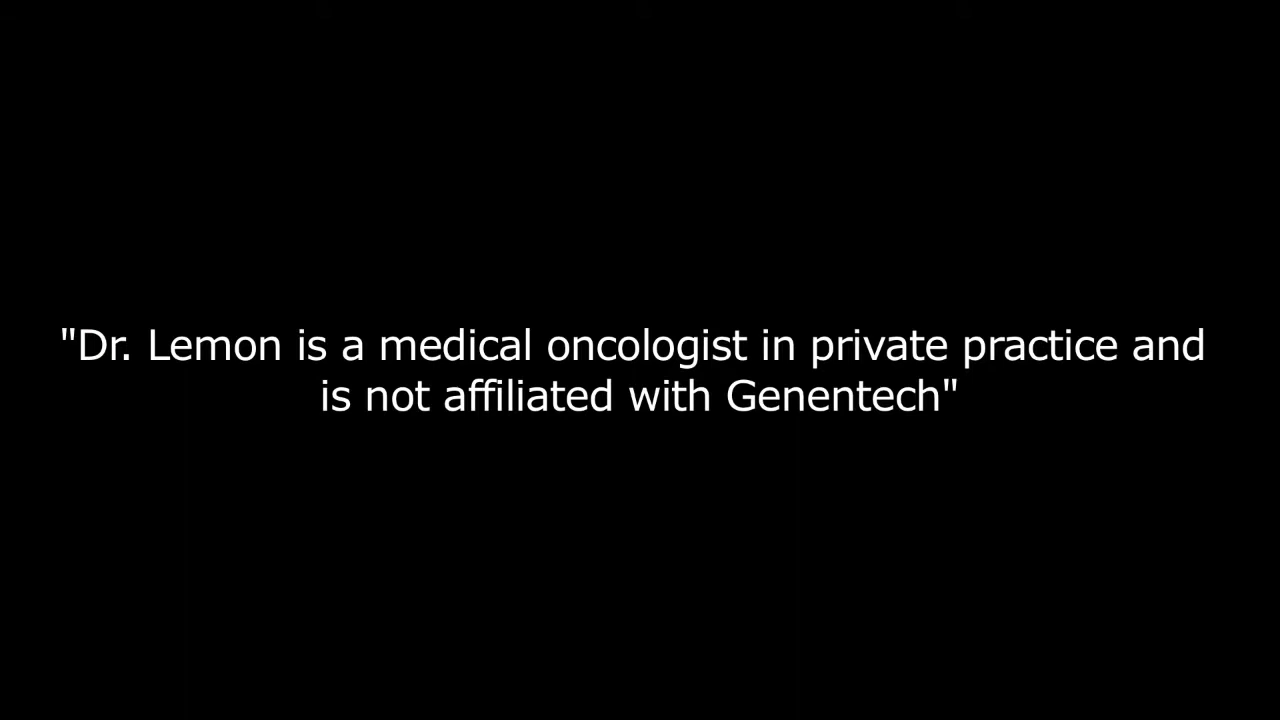 "Dr. Lemon is a medical oncologist in private practice and
is not affiliated with Genentech"